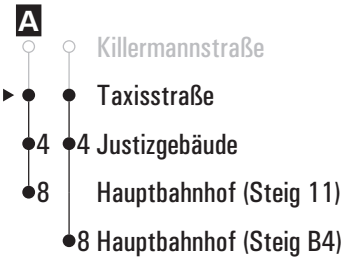 A
Killermannstraße
Taxisstraße
4 4 Justizgebäude
8 Hauptbahnhof (Steig 11)
8 Hauptbahnhof (Steig B4)